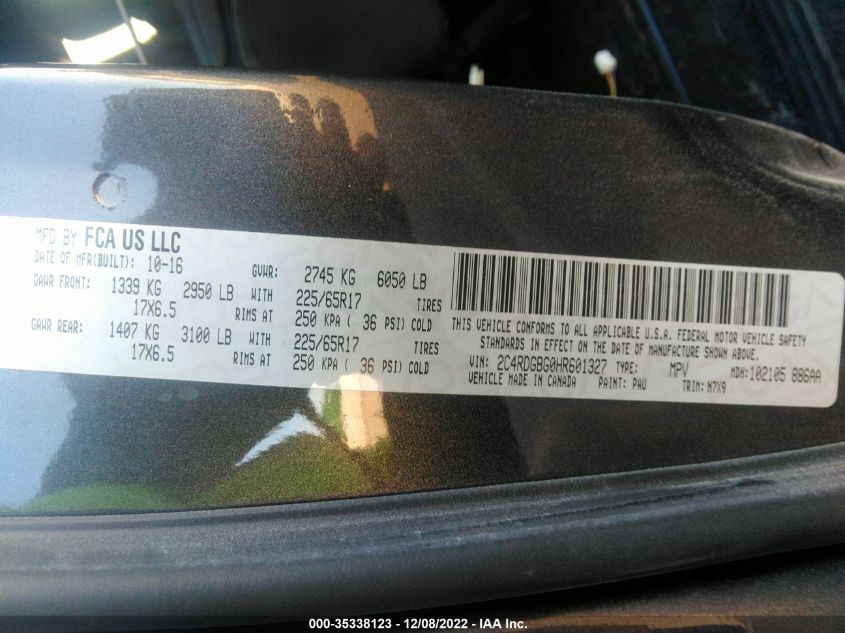 MFD BY FCA US LLC
DATE OF MFR(BUILT): 10-16 GVWR: 2745 KG 6050 LB
GAWR FRONT: 1339 KG 2950 LB WITH 225/65R17 TIRES
17X6.5 RIMS AT 250 KPA ( 36 PSI) COLD
GAWR REAR: 1407 KG 3100 LB WITH 225/65R17 TIRES
17X6.5 RIMS AT 250 KPA ( 36 PSI) COLD
THIS VEHICLE CONFORMS TO ALL APPLICABLE U.S.A. FEDERAL MOTOR VEHICLE SAFETY
STANDARDS IN EFFECT ON THE DATE OF MANUFACTURE SHOWN ABOVE.
VIN: 2C4RDGBG0HR601327 TYPE: MPV MDH:102105 BB6AA
VEHICLE MADE IN CANADA PAINT: PAU TRIM: N7X9
000-35338123 - 12/08/2022 - IAA Inc.